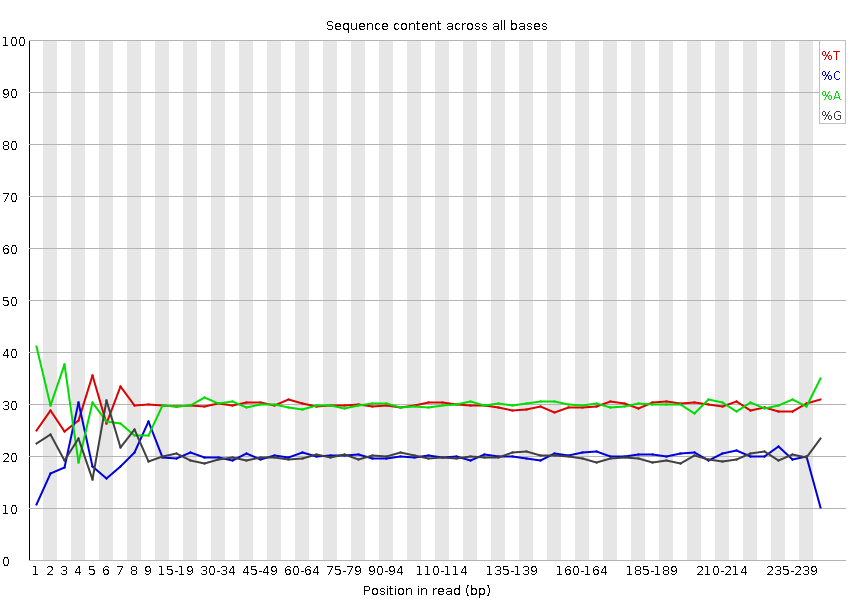 Sequence content across all bases
100
90
80
70
60
50
40
30
20
10
0
%T
%C
%A
%G
1 2 3 4 5 6 7 8 9 15-19 30-34 45-49 60-64 75-79 90-94 110-114 135-139 160-164 185-189 210-214 235-239
Position in read (bp)